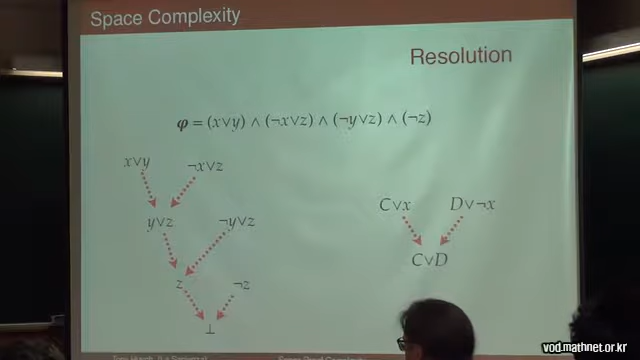 Space Complexity
Resolution
φ = (x∨y) ∧ (¬x∨z) ∧ (¬y∨z) ∧ (¬z)
x∨y ¬x∨z
y∨z ¬y∨z
z ¬z
⊥
C∨x D∨¬x
C∨D
vod.mathnet.or.kr